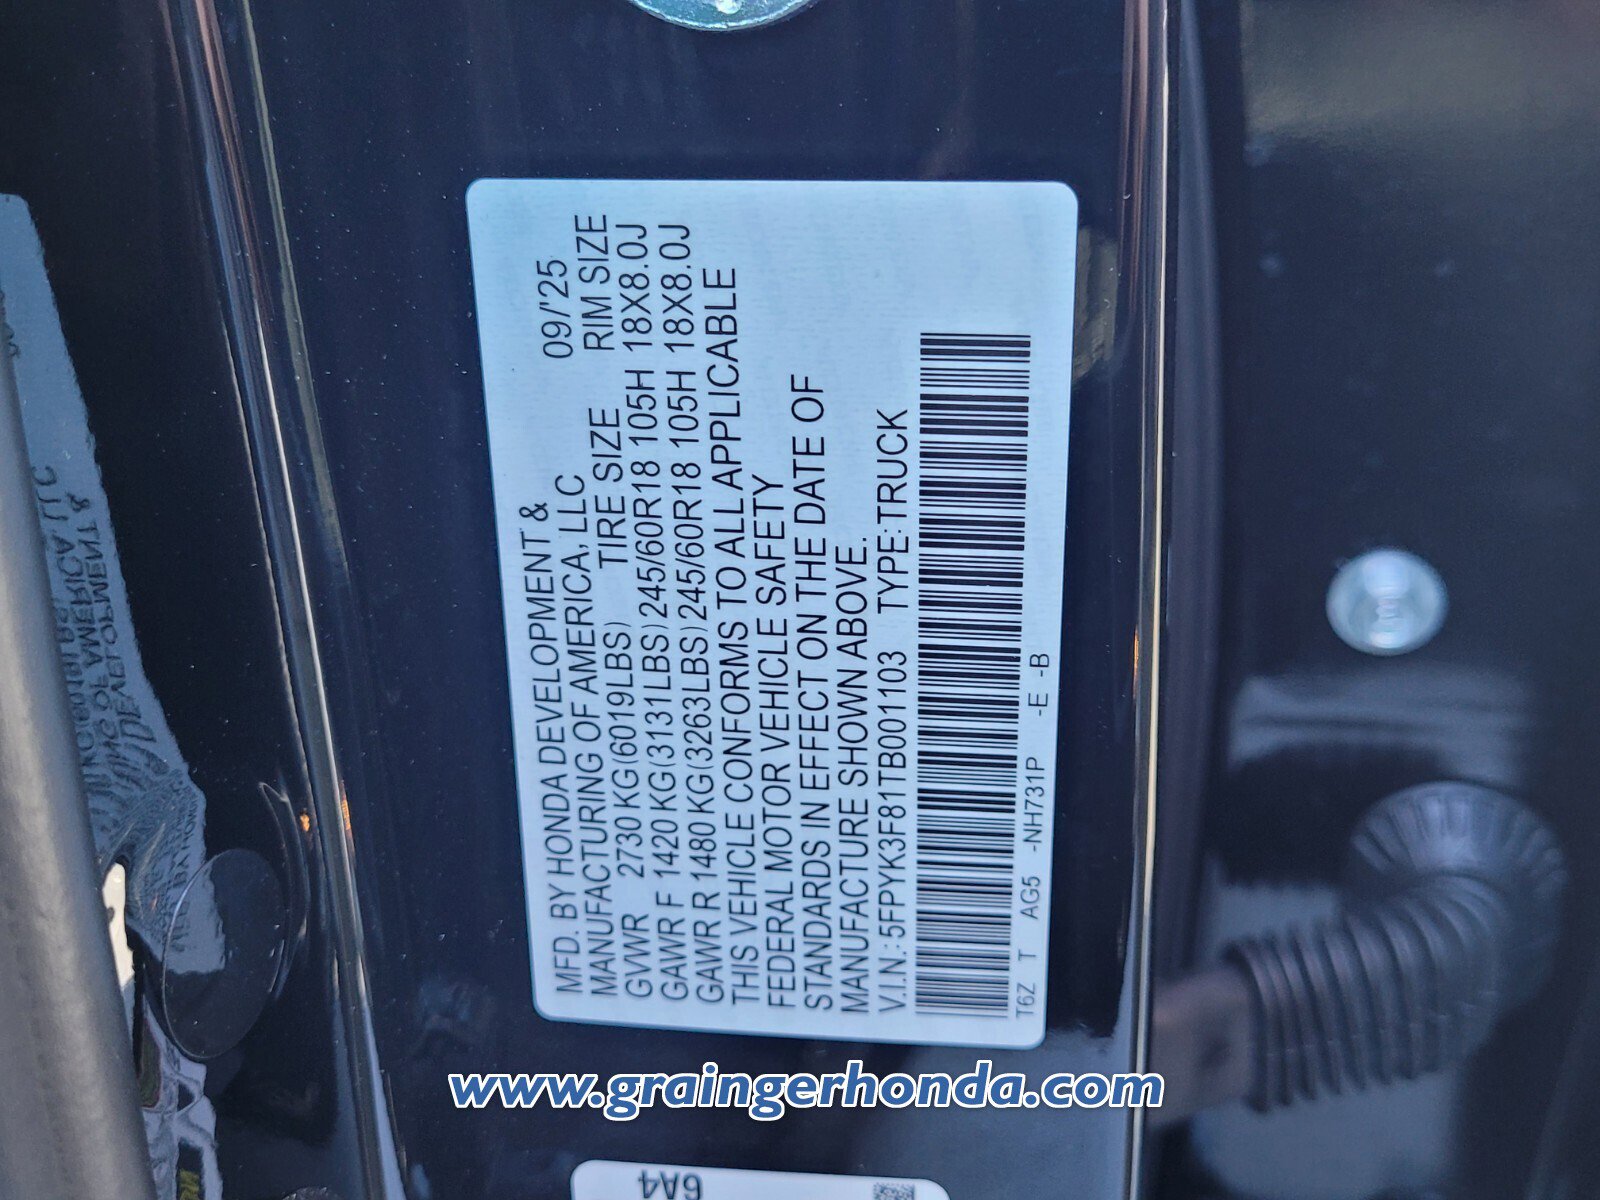 MFD. BY HONDA DEVELOPMENT &
MANUFACTURING OF AMERICA, LLC 09/'25
TIRE SIZE RIM SIZE
GVWR 2730 KG(6019LBS)
GAWR F 1420 KG(3131LBS)245/60R18 105H 18X8.0J
GAWR R 1480 KG(3263LBS)245/60R18 105H 18X8.0J
THIS VEHICLE CONFORMS TO ALL APPLICABLE
FEDERAL MOTOR VEHICLE SAFETY
STANDARDS IN EFFECT ON THE DATE OF
MANUFACTURE SHOWN ABOVE.
V.I.N.:5FPYK3F81TB001103 TYPE:TRUCK
T6Z T AG5 -NH731P -E -B
www.graingerhonda.com
6A4